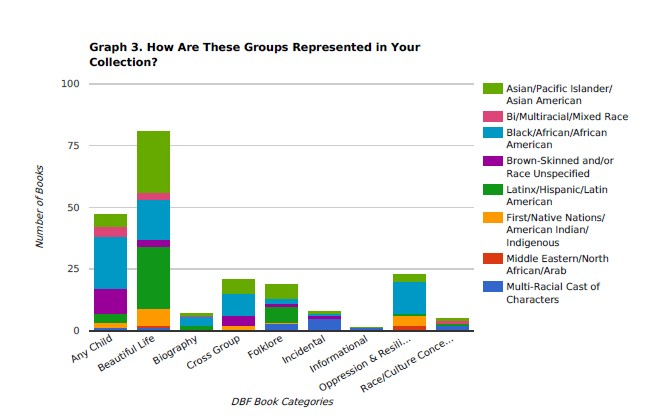 Graph 3. How Are These Groups Represented in Your
Collection?
100
75
50
25
0
Number of Books
Any Child
Beautiful Life
Biography
Cross Group
Folklore
Incidental
Informational
Oppression & Resili...
Race/Culture Conce...
DBF Book Categories
Asian/Pacific Islander/
Asian American
Bi/Multiracial/Mixed Race
Black/African/African
American
Brown-Skinned and/or
Race Unspecified
Latinx/Hispanic/Latin
American
First/Native Nations/
American Indian/
Indigenous
Middle Eastern/North
African/Arab
Multi-Racial Cast of
Characters